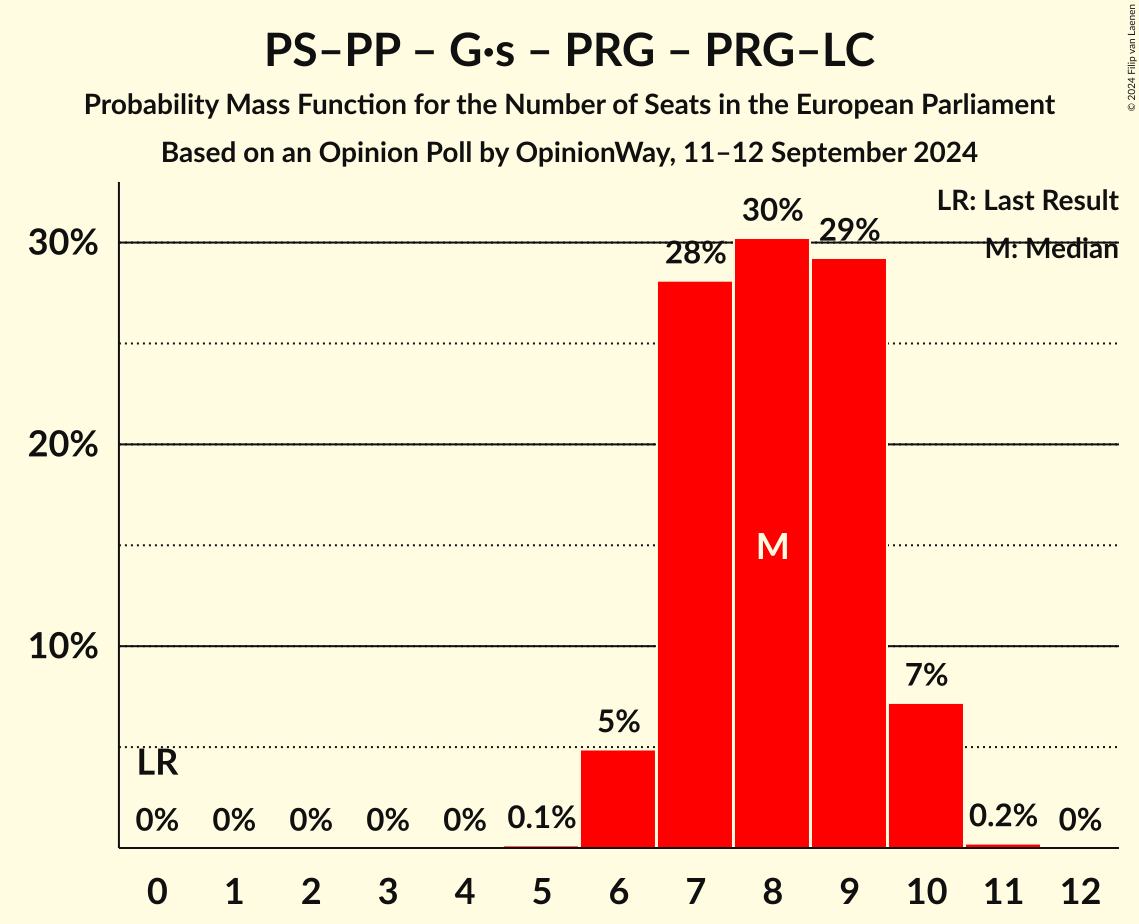 PS–PP – G·s – PRG – PRG–LC
Probability Mass Function for the Number of Seats in the European Parliament
Based on an Opinion Poll by OpinionWay, 11–12 September 2024
© 2024 Filip van Laenen
LR: Last Result
M: Median
30%
20%
10%
LR
0% 0% 0% 0% 0% 0.1% 5% 28% 30% 29% 7% 0.2% 0%
M
0 1 2 3 4 5 6 7 8 9 10 11 12